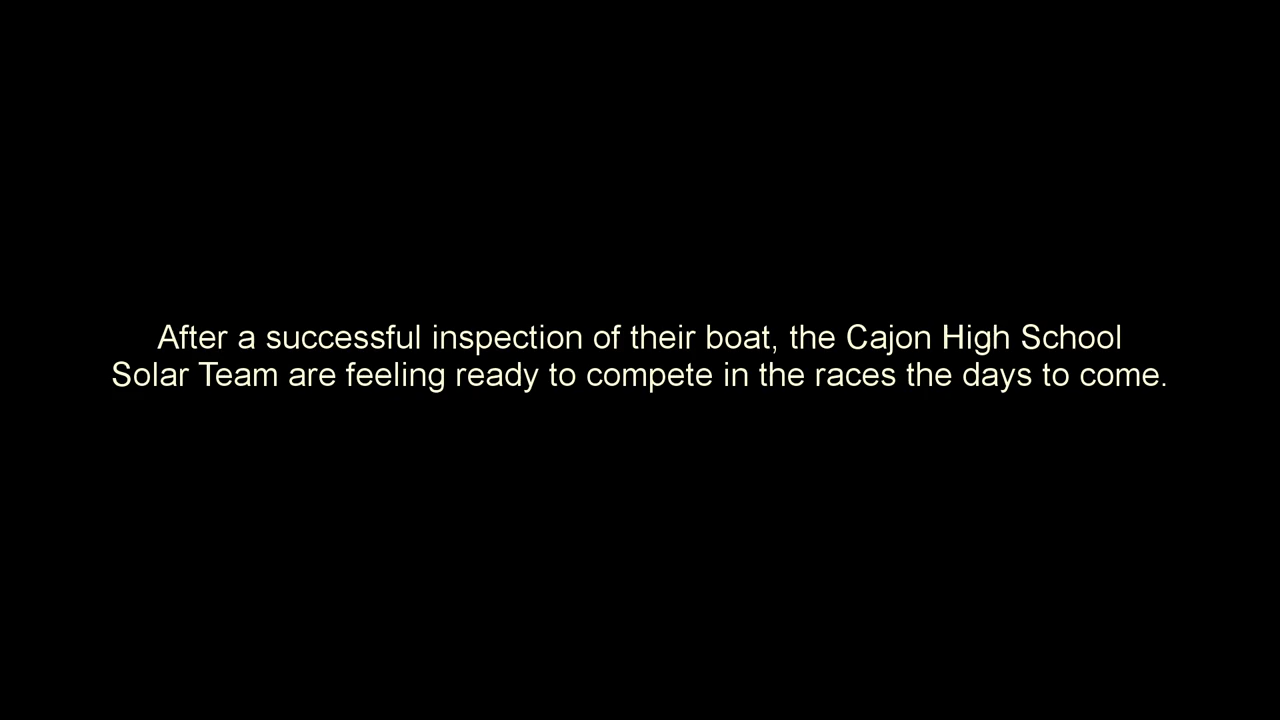 After a successful inspection of their boat, the Cajon High School
Solar Team are feeling ready to compete in the races the days to come.